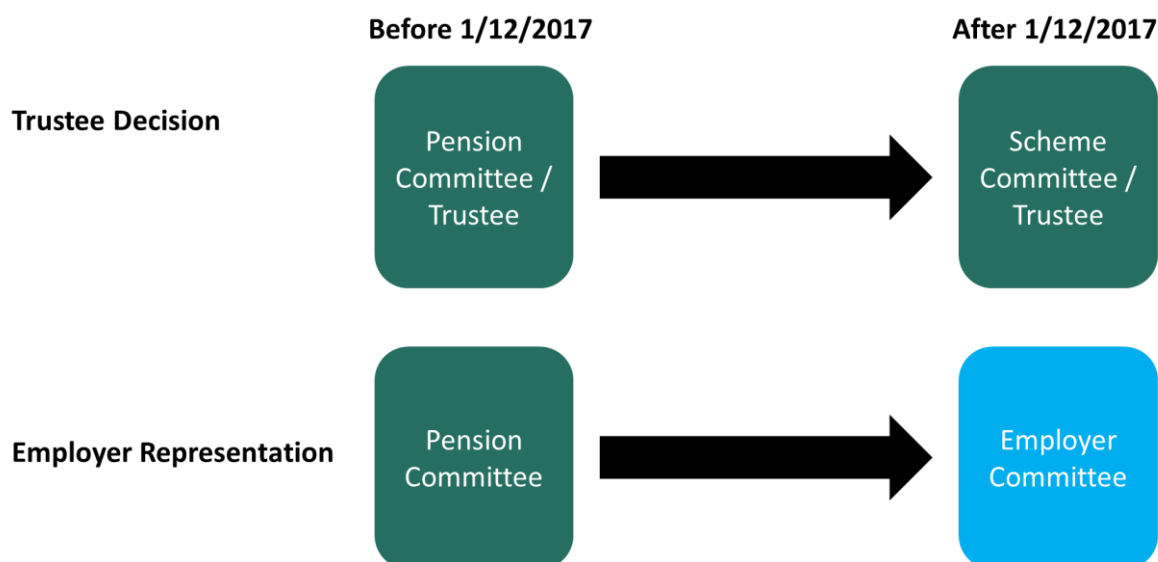 Before 1/12/2017
After 1/12/2017
Trustee Decision
Pension
Committee /
Trustee
Scheme
Committee /
Trustee
Employer Representation
Pension
Committee
Employer
Committee